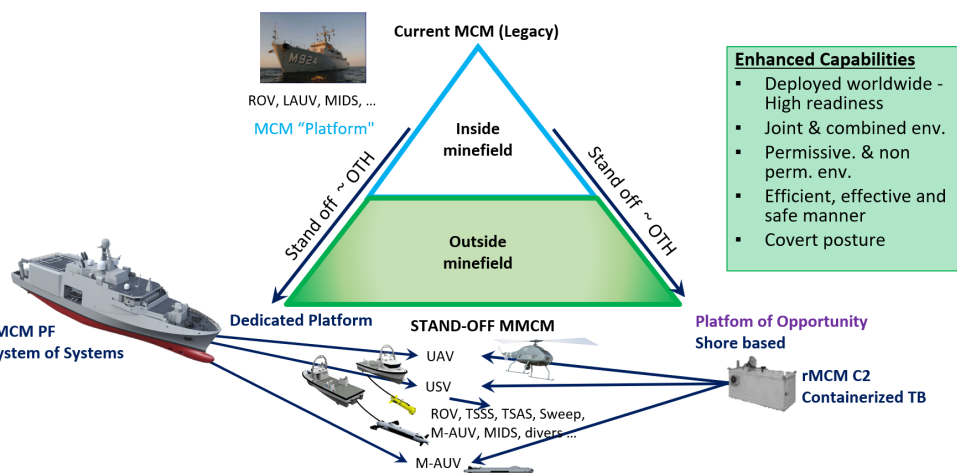 Current MCM (Legacy)
M924
ROV, LAUV, MIDS, ...
MCM “Platform"
Inside
minefield
Stand off ~ OTH
Stand off ~ OTH
Outside
minefield
Enhanced Capabilities
▪ Deployed worldwide -
High readiness
▪ Joint & combined env.
▪ Permissive. & non
perm. env.
▪ Efficient, effective and
safe manner
▪ Covert posture
Dedicated Platform
MCM PF
ystem of Systems
STAND-OFF MMCM
UAV
USV
ROV, TSSS, TSAS, Sweep,
M-AUV, MIDS, divers ...
M-AUV
Platfom of Opportunity
Shore based
rMCM C2
Containerized TB